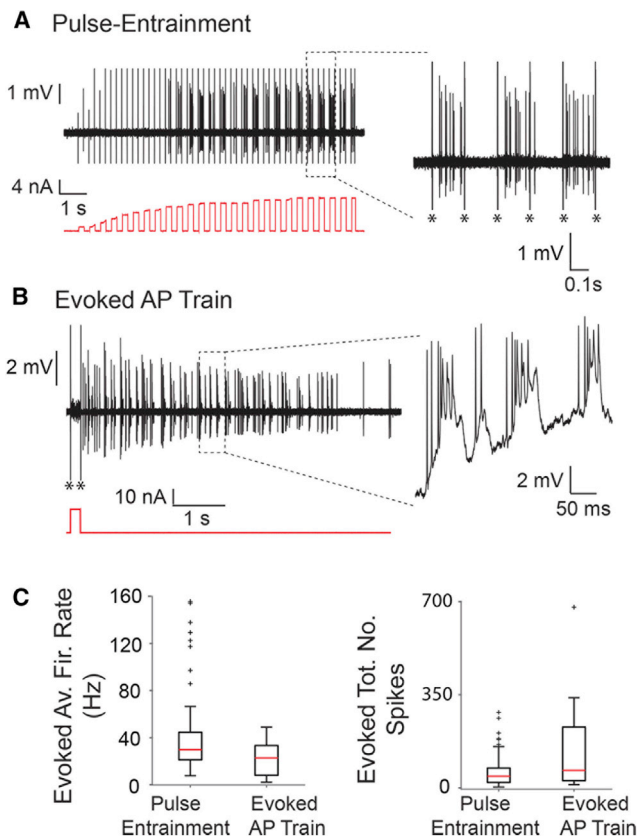 A Pulse-Entrainment
1 mV
4 nA
1 s
* * * * * *
1 mV
0.1s
B Evoked AP Train
2 mV
**
10 nA
1 s
2 mV
50 ms
C
Evoked Av. Fir. Rate
(Hz)
160
120
80
40
0
Pulse
Entrainment
Evoked
AP Train
Evoked Tot. No.
Spikes
700
350
0
Pulse
Entrainment
Evoked
AP Train